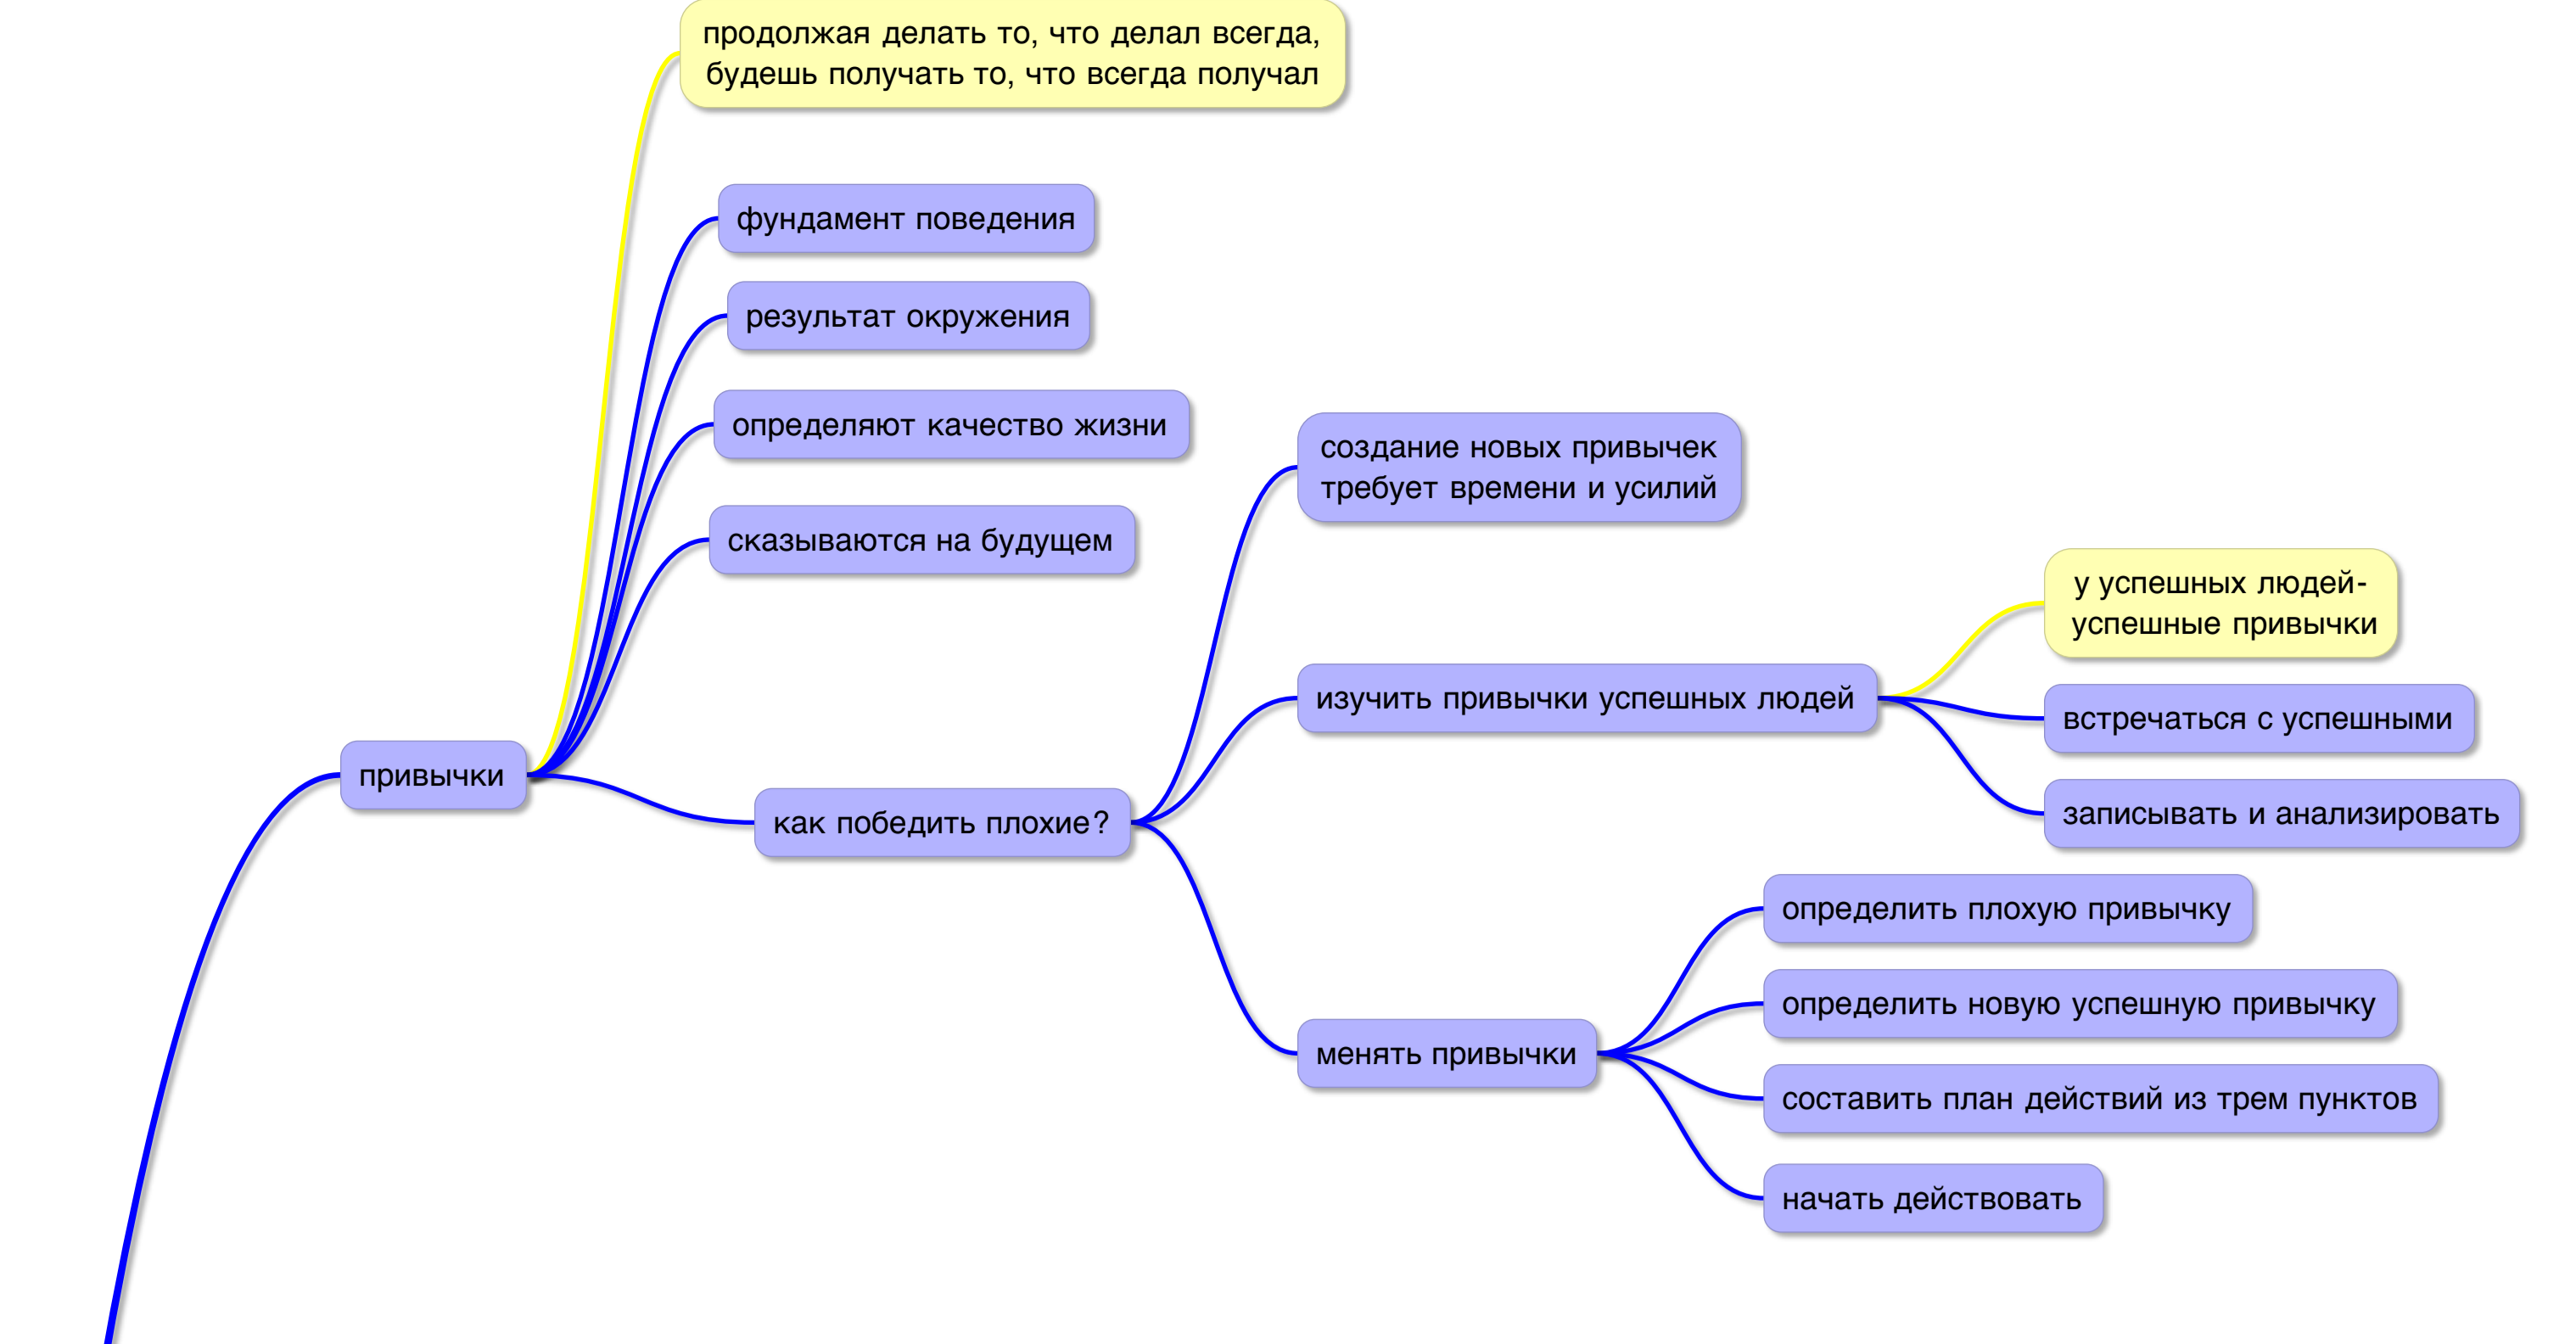 продолжая делать то, что делал всегда,
будешь получать то, что всегда получал
фундамент поведения
результат окружения
определяют качество жизни
сказываются на будущем
привычки
как победить плохие?
создание новых привычек
требует времени и усилий
изучить привычки успешных людей
у успешных людей-
успешные привычки
встречаться с успешными
записывать и анализировать
менять привычки
определить плохую привычку
определить новую успешную привычку
составить план действий из трем пунктов
начать действовать